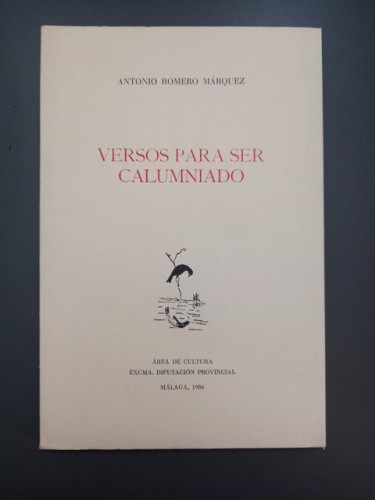 ANTONIO ROMERO MÁRQUEZ
VERSOS PARA SER
CALUMNIADO
ÁREA DE CULTURA
EXCMA. DIPUTACIÓN PROVINCIAL
MÁLAGA, 1986